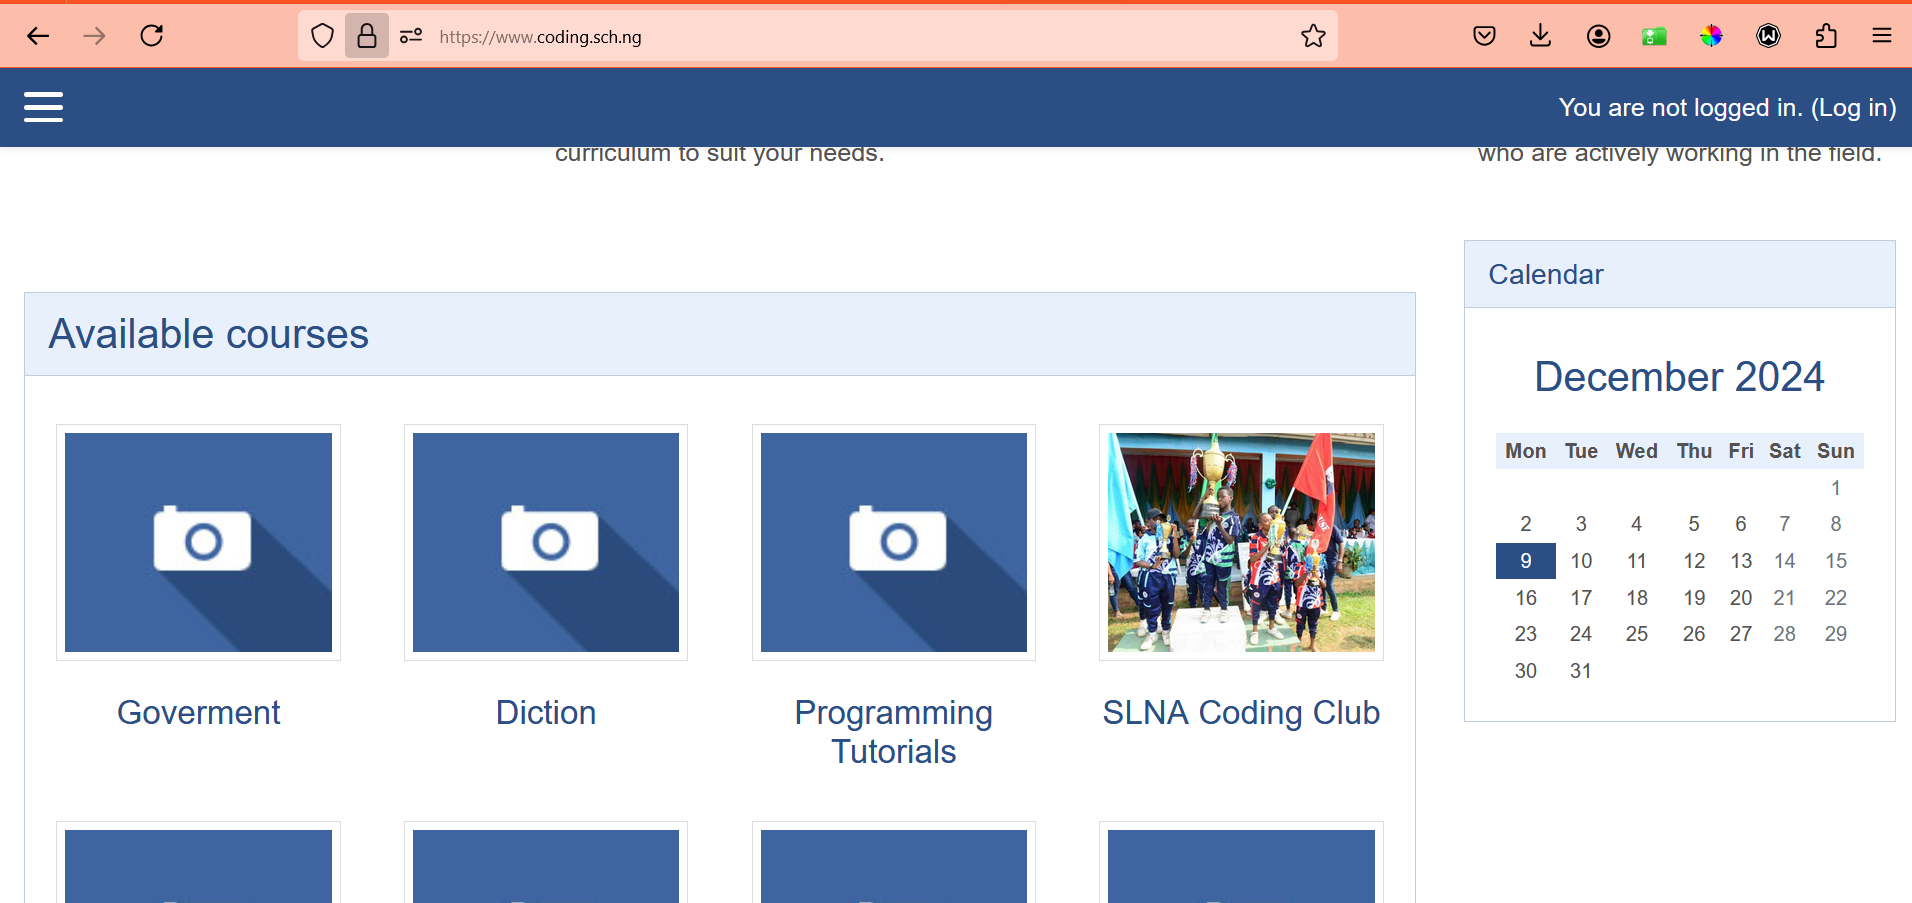 https://www.coding.sch.ng
You are not logged in. (Log in)
curriculum to suit your needs.
who are actively working in the field.
Available courses
Goverment
Diction
Programming
Tutorials
SLNA Coding Club
Calendar
December 2024
Mon Tue Wed Thu Fri Sat Sun
1
2 3 4 5 6 7 8
9 10 11 12 13 14 15
16 17 18 19 20 21 22
23 24 25 26 27 28 29
30 31